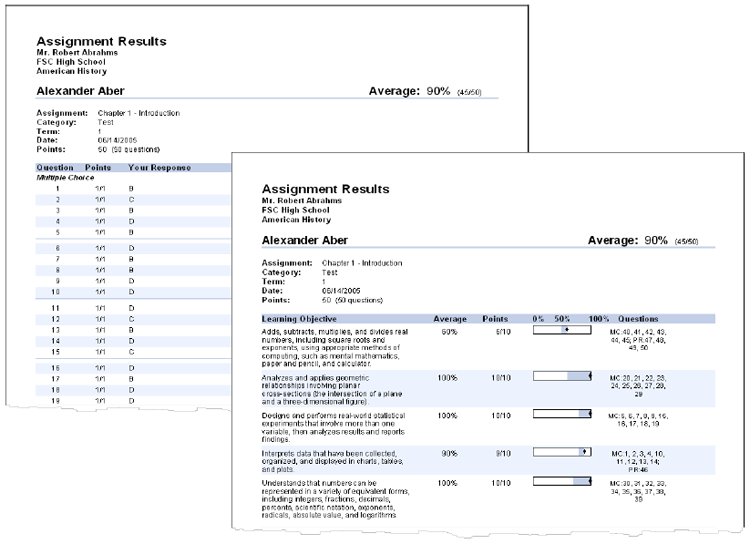 Assignment Results
Mr. Robert Abrahms
FSC High School
American History
Alexander Aber Average: 90% (45/50)
Assignment: Chapter 1 - Introduction
Category: Test
Term: 1
Date: 06/14/2005
Points: 50 (50 questions)
Question Points Your Response
Multiple Choice
1 1/1 B
2 1/1 C
3 1/1 B
4 1/1 D
5 1/1 B
6 1/1 D
7 1/1 B
8 1/1 B
9 1/1 D
10 1/1 D
11 1/1 D
12 1/1 C
13 1/1 B
14 1/1 D
15 1/1 C
16 1/1 D
17 1/1 B
18 1/1 D
19 1/1 D
Assignment Results
Mr. Robert Abrahms
FSC High School
American History
Alexander Aber Average: 90% (45/50)
Assignment: Chapter 1 - Introduction
Category: Test
Term: 1
Date: 06/14/2005
Points: 50 (50 questions)
Learning Objective Average Points 0% 50% 100% Questions
Adds, subtracts, multiplies, and divides real
numbers, including square roots and
exponents, using appropriate methods of
computing, such as mental mathematics,
paper and pencil, and calculator.
MC:40, 41, 42, 43,
44, 45; PR:47, 48,
49, 50
Analyzes and applies geometric
relationships involving planar
cross-sections (the intersection of a plane
and a three-dimensional figure).
100% 10/10
MC:20, 21, 22, 23,
24, 25, 26, 27, 28,
29
Designs and performs real-world statistical
experiments that involve more than one
variable, then analyzes results and reports
findings.
100% 10/10
16, 17, 18, 19
Interprets data that have been collected,
organized, and displayed in charts, tables,
and plots.
90% 9/10
MC:1, 2, 3, 4, 10,
11, 12, 13, 14;
PR:46
Understands that numbers can be
represented in a variety of equivalent forms,
including integers, fractions, decimals,
percents, scientific notation, exponents,
radicals, absolute value, and logarithms
100% 10/10
MC:30, 31, 32, 33,
34, 35, 36, 37, 38,
39